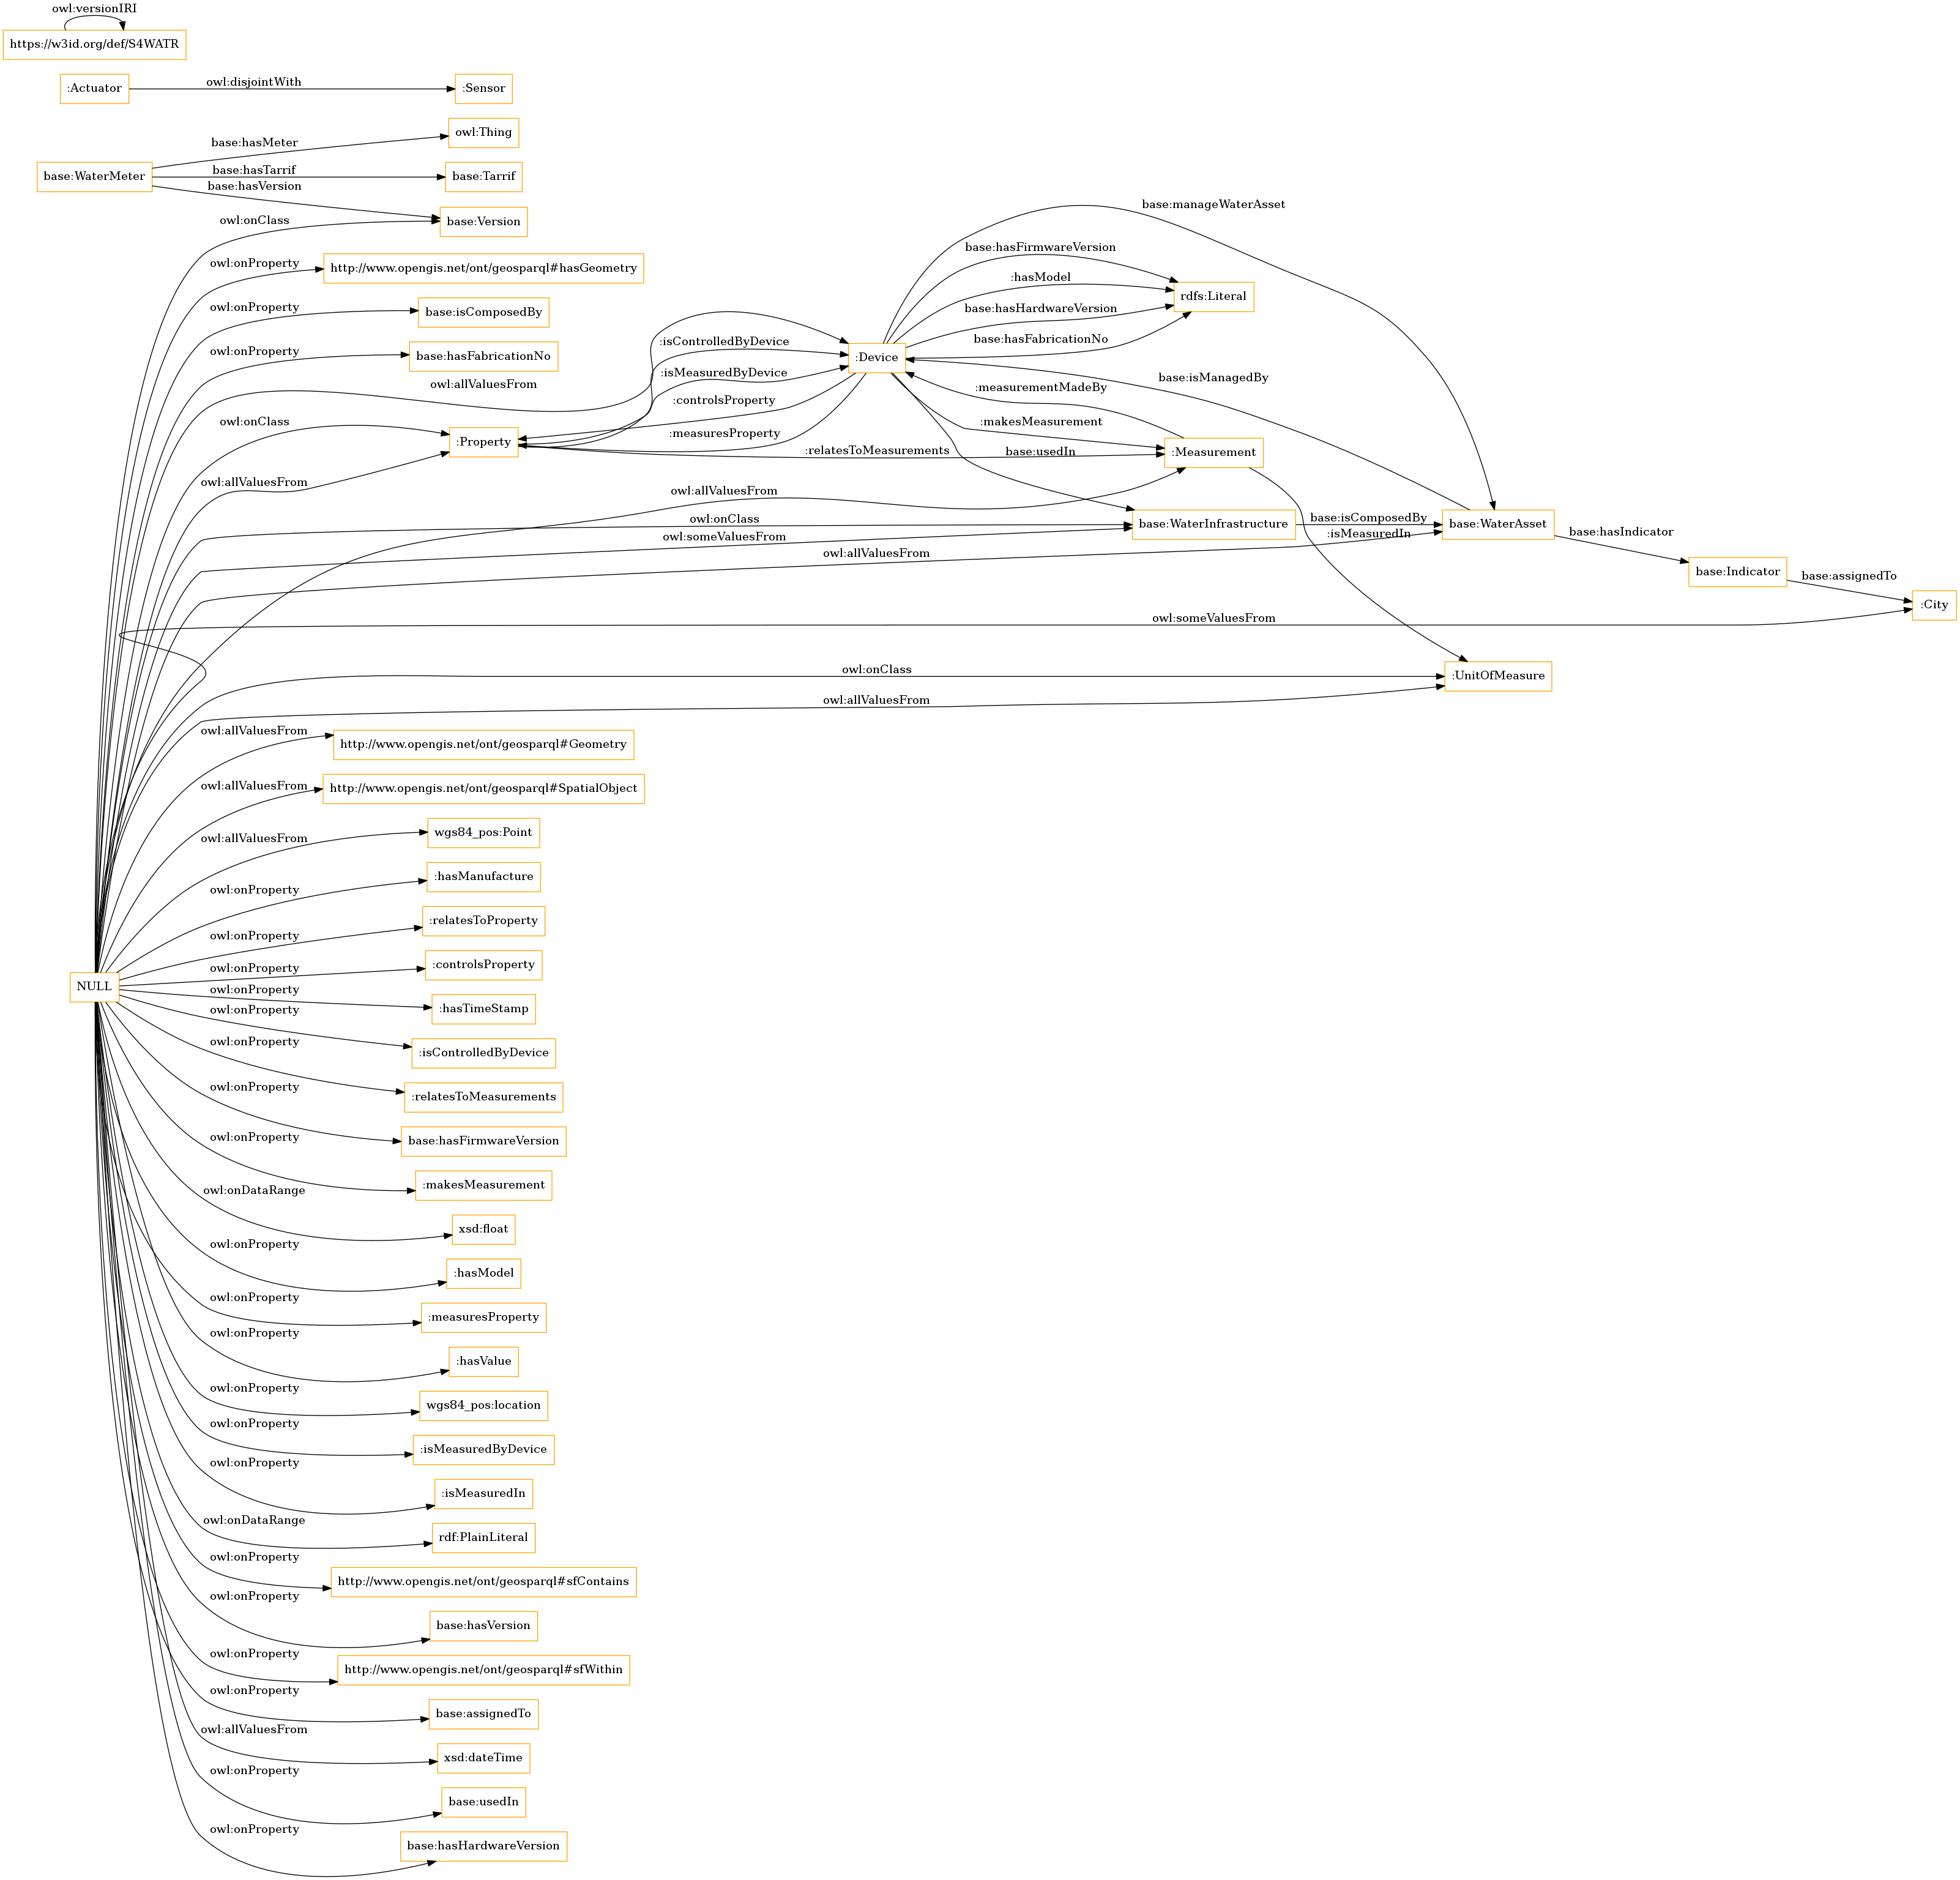 owl:versionIRI
https://w3id.org/def/S4WATR
:Actuator
owl:disjointWith
:Sensor
owl:Thing
base:hasMeter
base:WaterMeter
base:hasTarrif
base:Tarrif
base:hasVersion
base:Version
owl:onClass
base:manageWaterAsset
owl:onProperty
http://www.opengis.net/ont/geosparql#hasGeometry
base:hasFirmwareVersion
:hasModel
rdfs:Literal
owl:onProperty
base:isComposedBy
base:hasHardwareVersion
:isControlledByDevice
base:hasFabricationNo
owl:onProperty
base:hasFabricationNo
:Device
:isMeasuredByDevice
base:isManagedBy
owl:allValuesFrom
:measurementMadeBy
:controlsProperty
owl:onClass
:makesMeasurement
:Property
:measuresProperty
:relatesToMeasurements
base:usedIn
:Measurement
owl:allValuesFrom
owl:allValuesFrom
owl:onClass
base:WaterInfrastructure
base:isComposedBy
base:WaterAsset
owl:someValuesFrom
:isMeasuredIn
base:hasIndicator
owl:allValuesFrom
base:Indicator
base:assignedTo
:City
owl:someValuesFrom
owl:onClass
:UnitOfMeasure
owl:allValuesFrom
owl:allValuesFrom
http://www.opengis.net/ont/geosparql#Geometry
owl:allValuesFrom
http://www.opengis.net/ont/geosparql#SpatialObject
owl:allValuesFrom
wgs84_pos:Point
owl:onProperty
:hasManufacture
owl:onProperty
:relatesToProperty
owl:onProperty
:controlsProperty
NULL
owl:onProperty
:hasTimeStamp
owl:onProperty
:isControlledByDevice
owl:onProperty
:relatesToMeasurements
owl:onProperty
base:hasFirmwareVersion
owl:onProperty
:makesMeasurement
owl:onDataRange
xsd:float
owl:onProperty
:hasModel
owl:onProperty
:measuresProperty
owl:onProperty
:hasValue
owl:onProperty
wgs84_pos:location
owl:onProperty
:isMeasuredByDevice
owl:onProperty
:isMeasuredIn
owl:onDataRange
rdf:PlainLiteral
owl:onProperty
http://www.opengis.net/ont/geosparql#sfContains
owl:onProperty
base:hasVersion
owl:onProperty
http://www.opengis.net/ont/geosparql#sfWithin
owl:onProperty
base:assignedTo
owl:allValuesFrom
xsd:dateTime
owl:onProperty
base:usedIn
owl:onProperty
base:hasHardwareVersion